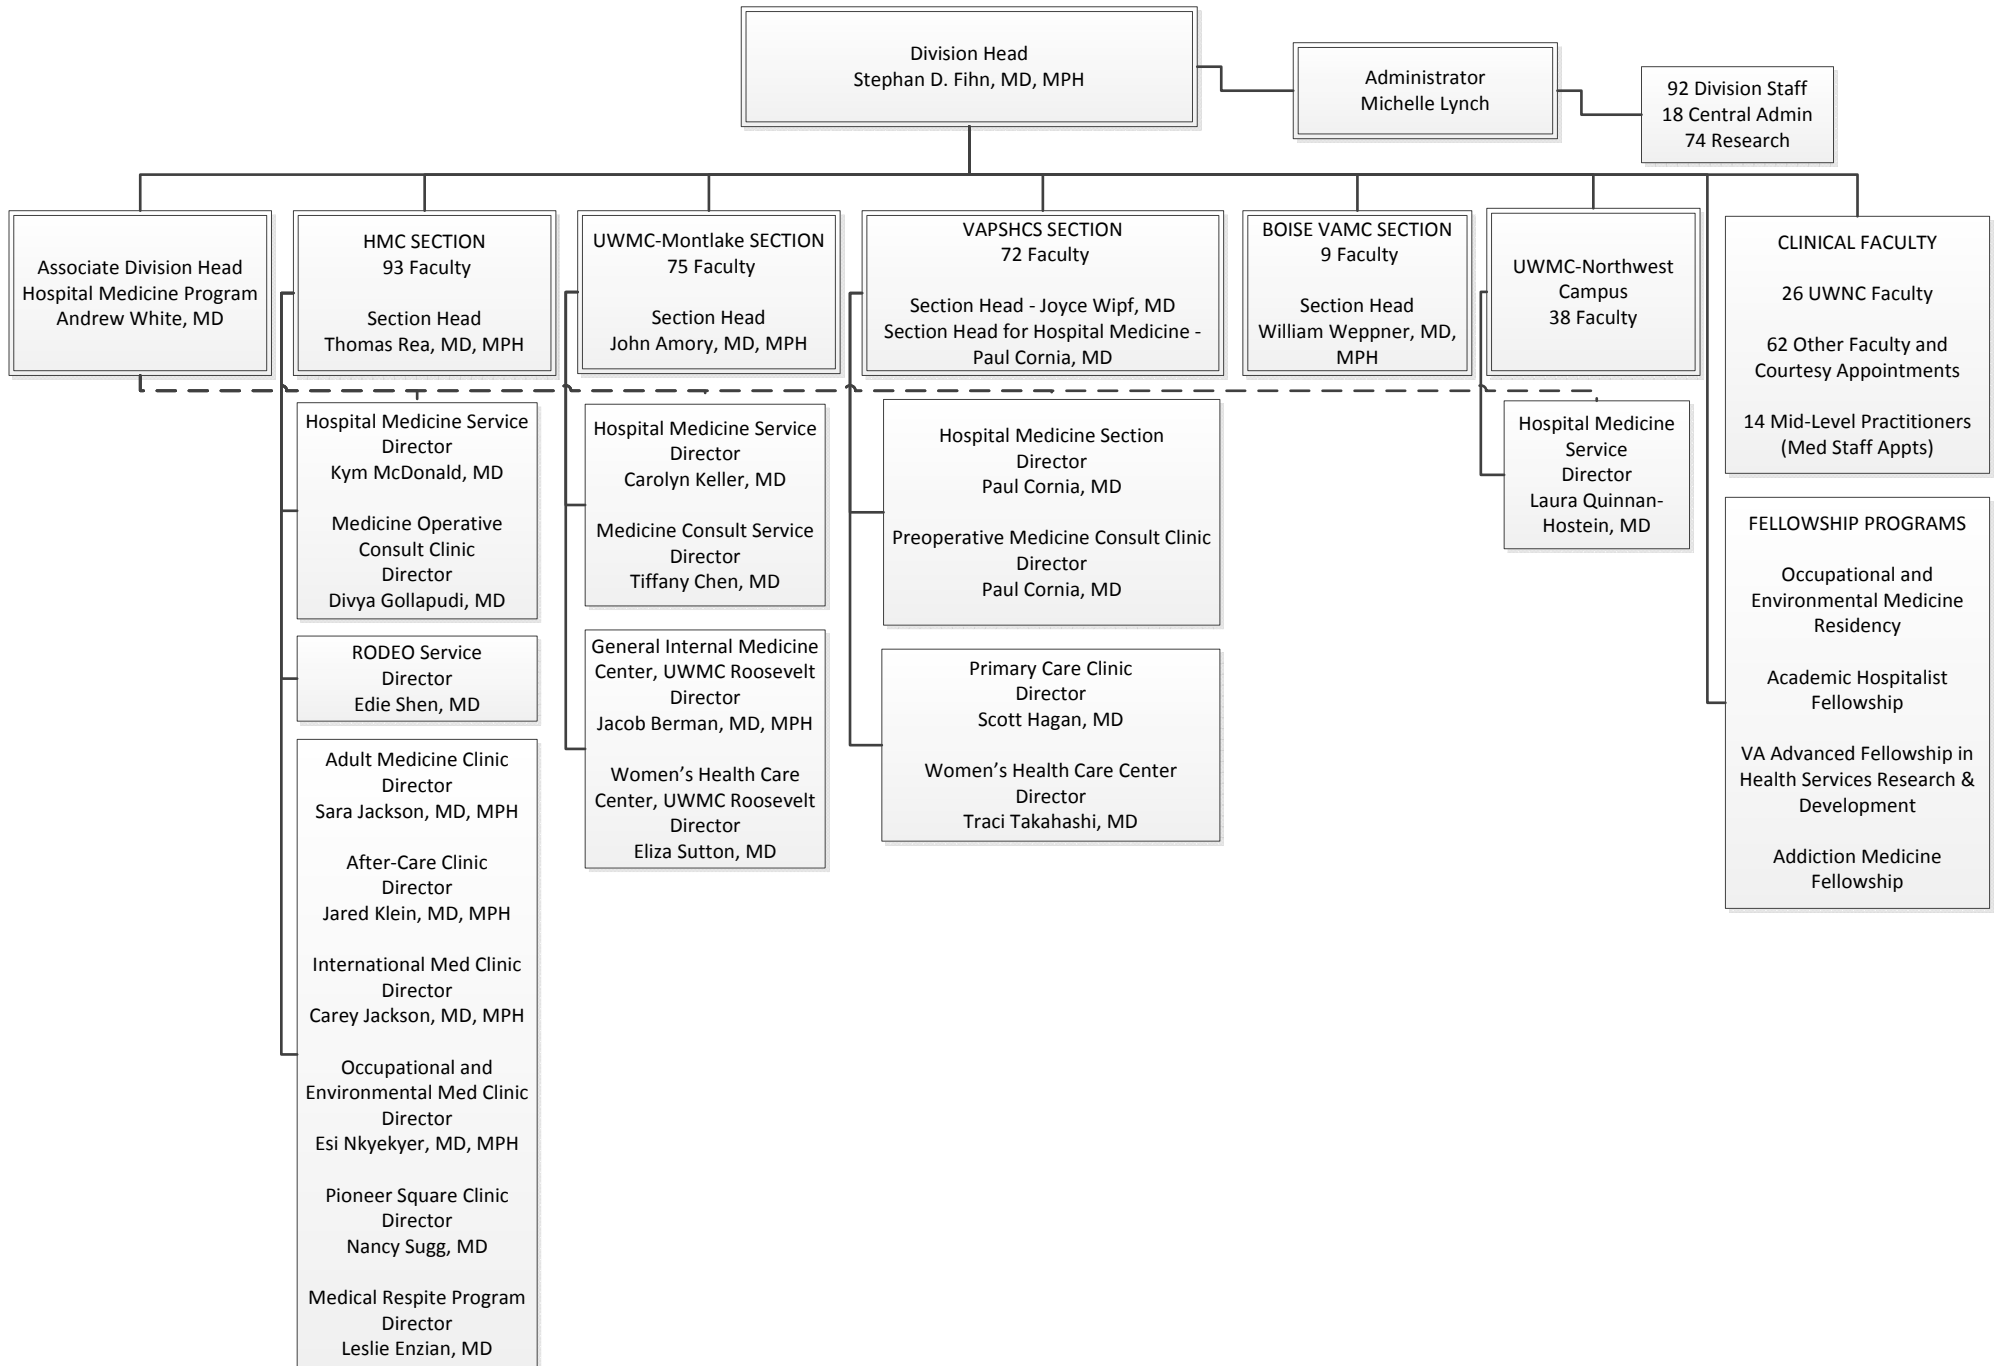 Division Head
Stephan D. Fihn, MD, MPH
Administrator
Michelle Lynch
92 Division Staff
18 Central Admin
74 Research
Associate Division Head
Hospital Medicine Program
Andrew White, MD
HMC SECTION
93 Faculty
Section Head
Thomas Rea, MD, MPH
UWMC-Montlake SECTION
75 Faculty
Section Head
John Amory, MD, MPH
VAPSHCS SECTION
72 Faculty
Section Head - Joyce Wipf, MD
Section Head for Hospital Medicine -
Paul Cornia, MD
BOISE VAMC SECTION
9 Faculty
Section Head
William Weppner, MD,
MPH
UWMC-Northwest
Campus
38 Faculty
CLINICAL FACULTY
26 UWNC Faculty
62 Other Faculty and
Courtesy Appointments
14 Mid-Level Practitioners
(Med Staff Appts)
Hospital Medicine Service
Director
Kym McDonald, MD
Medicine Operative
Consult Clinic
Director
Divya Gollapudi, MD
RODEO Service
Director
Edie Shen, MD
Adult Medicine Clinic
Director
Sara Jackson, MD, MPH
After-Care Clinic
Director
Jared Klein, MD, MPH
International Med Clinic
Director
Carey Jackson, MD, MPH
Occupational and
Environmental Med Clinic
Director
Esi Nkyekyer, MD, MPH
Pioneer Square Clinic
Director
Nancy Sugg, MD
Medical Respite Program
Director
Leslie Enzian, MD
Hospital Medicine Service
Director
Carolyn Keller, MD
Medicine Consult Service
Director
Tiffany Chen, MD
General Internal Medicine
Center, UWMC Roosevelt
Director
Jacob Berman, MD, MPH
Women's Health Care
Center, UWMC Roosevelt
Director
Eliza Sutton, MD
Hospital Medicine Section
Director
Paul Cornia, MD
Preoperative Medicine Consult Clinic
Director
Paul Cornia, MD
Primary Care Clinic
Director
Scott Hagan, MD
Women's Health Care Center
Director
Traci Takahashi, MD
Hospital Medicine
Service
Director
Laura Quinnan-
Hostein, MD
FELLOWSHIP PROGRAMS
Occupational and
Environmental Medicine
Residency
Academic Hospitalist
Fellowship
VA Advanced Fellowship in
Health Services Research &
Development
Addiction Medicine
Fellowship